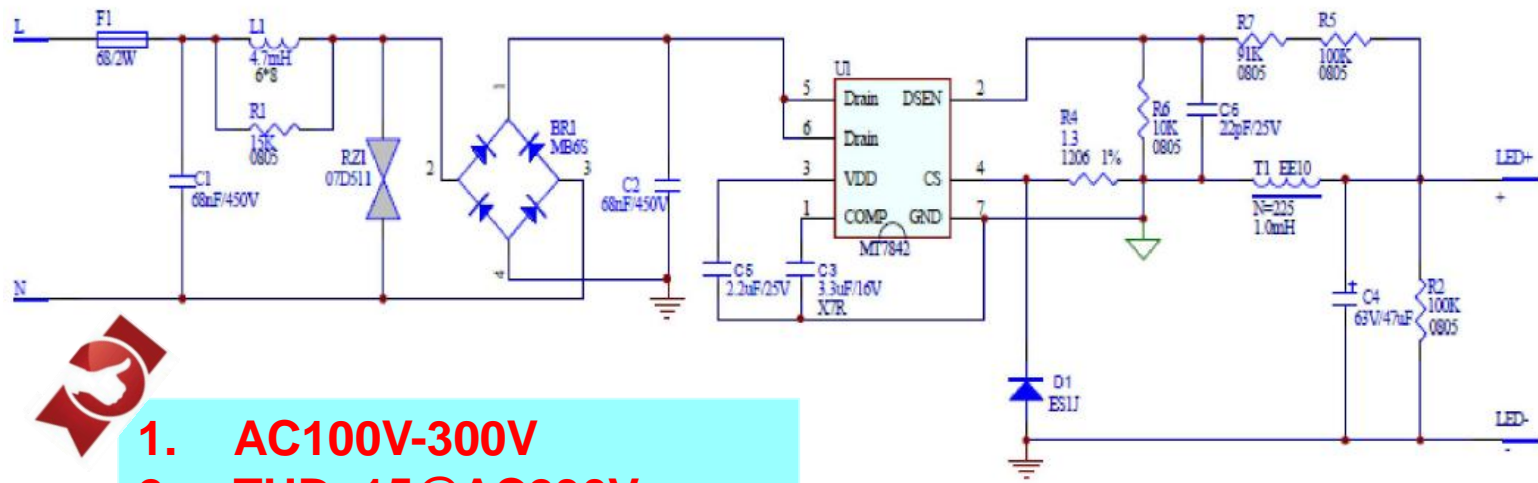 L
F1
68/2W
L1
4.7mH
6*8
R1
15K
0805
C1
68nF/450V
RZ1
07D511
N
1
2
3
4
BR1
MB6S
C2
68nF/450V
U1
5
6
3
1
Drain
Drain
VDD
COMP
DSEN
CS
GND
2
4
7
MT7842
C5
2.2uF/25V
C3
3.3uF/16V
X7R
R4
1.3
1206 1%
R6
10K
0805
C6
22pF/25V
R7
91K
0805
R5
100K
0805
T1 EE10
N=225
1.0mH
LED+
+
C4
63V/47uF
+
R2
100K
0805
D1
ES1J
LED-
-
1. AC100V-300V